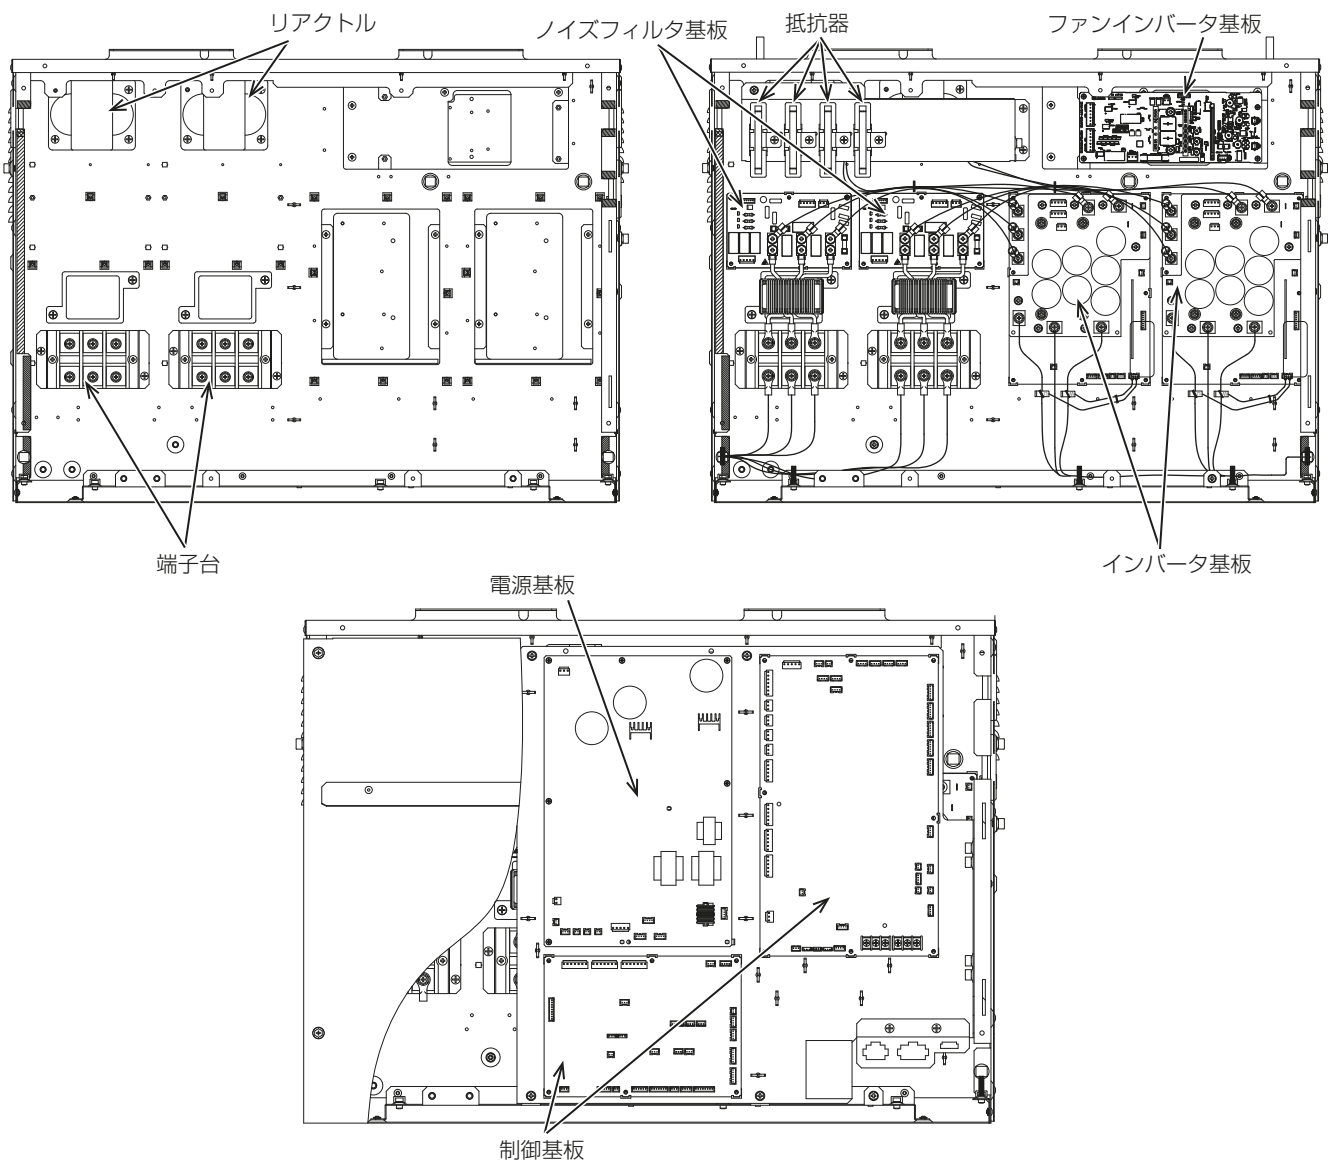 リアクトル
ノイズフィルタ基板
抵抗器
ファンインバータ基板
端子台
インバータ基板
電源基板
制御基板